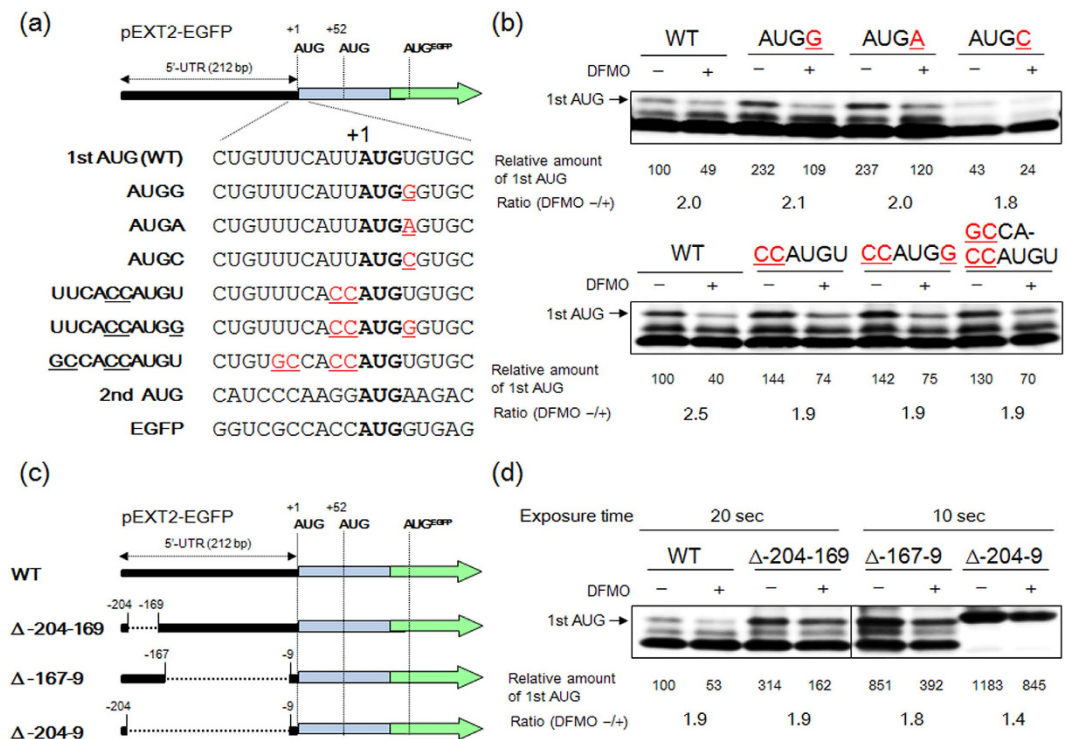 (a)
pEXT2-EGFP
+1 +52
AUG AUG AUGEGFP
5'-UTR (212 bp)
+1
1st AUG (WT) CUGUUUCAUUAUGUGUGC
AUGG CUGUUUCAUUAUGGGUGC
AUGA CUGUUUCAUUAUGAGUGC
AUGC CUGUUUCAUUAUGCGUGC
UUCACCAUGU CUGUUUCACCAUGUGUGC
UUCACCAUGG CUGUUUCACCAUGGGUGC
GCCACCAUGU CUGUGCCACCAUGUGUGC
2nd AUG CAUCCCAAGGAUGAAGAC
EGFP GGUCGCCACCAUGGUGAG
(b)
WT AUGG AUGA AUGC
DFMO − + − + − + − +
1st AUG
Relative amount
of 1st AUG
100 49 232 109 237 120 43 24
Ratio (DFMO −/+) 2.0 2.1 2.0 1.8
WT CCAUGU CCAUGG GCCA-
CCAUGU
DFMO − + − + − + − +
1st AUG
Relative amount
of 1st AUG
100 40 144 74 142 75 130 70
Ratio (DFMO −/+) 2.5 1.9 1.9 1.9
(c)
pEXT2-EGFP
+1 +52
AUG AUG AUGEGFP
5'-UTR (212 bp)
WT
-204 -169
Δ-204-169
-167 -9
Δ-167-9
-204 -9
Δ-204-9
(d)
Exposure time 20 sec 10 sec
WT Δ-204-169 Δ-167-9 Δ-204-9
DFMO − + − + − + − +
1st AUG
Relative amount
of 1st AUG
100 53 314 162 851 392 1183 845
Ratio (DFMO −/+) 1.9 1.9 1.8 1.4